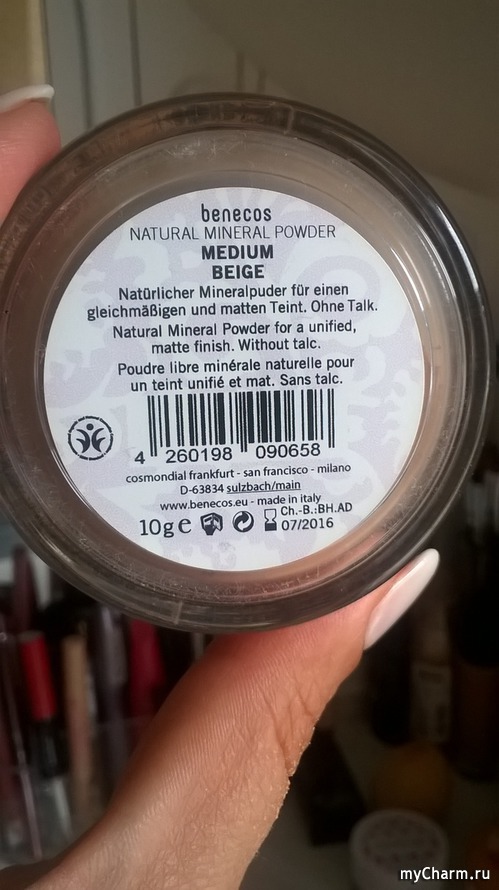 benecos
NATURAL MINERAL POWDER
MEDIUM
BEIGE
Natürlicher Mineralpuder für einen
gleichmäßigen und matten Teint. Ohne Talk.
Natural Mineral Powder for a unified,
matte finish. Without talc.
Poudre libre minérale naturelle pour
un teint unifié et mat. Sans talc.
4 260198 090658
cosmondial frankfurt - san francisco - milano
D-63834 sulzbach/main
www.benecos.eu - made in italy
10g e
Ch.-B.:BH.AD
07/2016
myCharm.ru